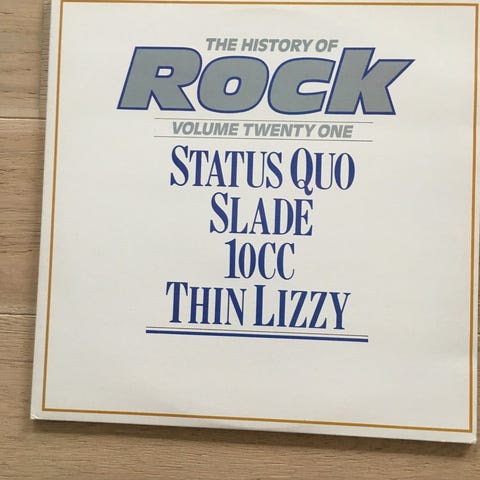 THE HISTORY OF
ROCK
VOLUME TWENTY ONE
STATUS QUO
SLADE
10CC
THIN LIZZY